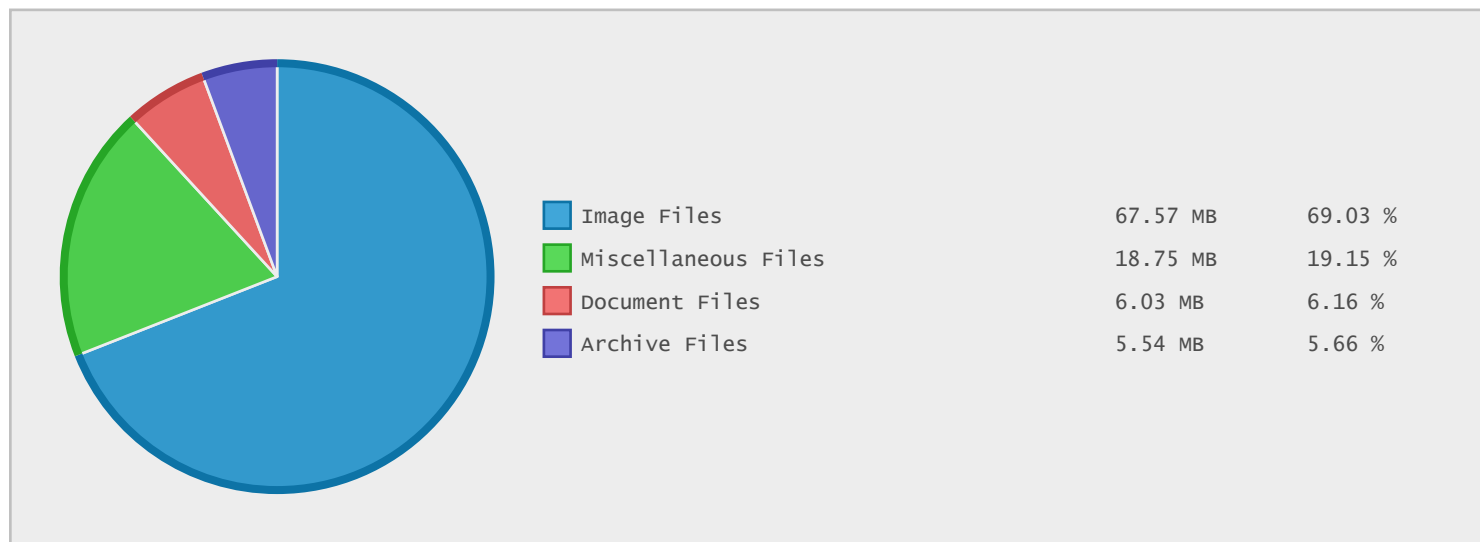 Image Files 67.57 MB 69.03 %
Miscellaneous Files 18.75 MB 19.15 %
Document Files 6.03 MB 6.16 %
Archive Files 5.54 MB 5.66 %